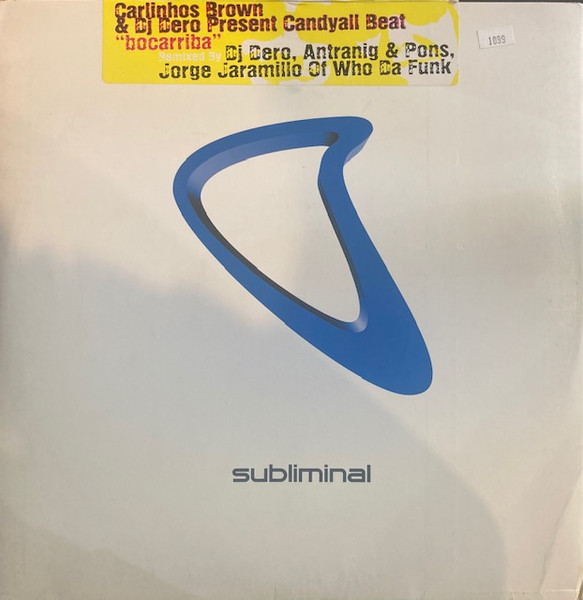 Carlinhos Brown
& Dj Dero Present Candyall Beat
"bocarriba"
Remixed By Dj Dero, Antranig & Pons,
Jorge Jaramillo Of Who Da Funk
1099
subliminal